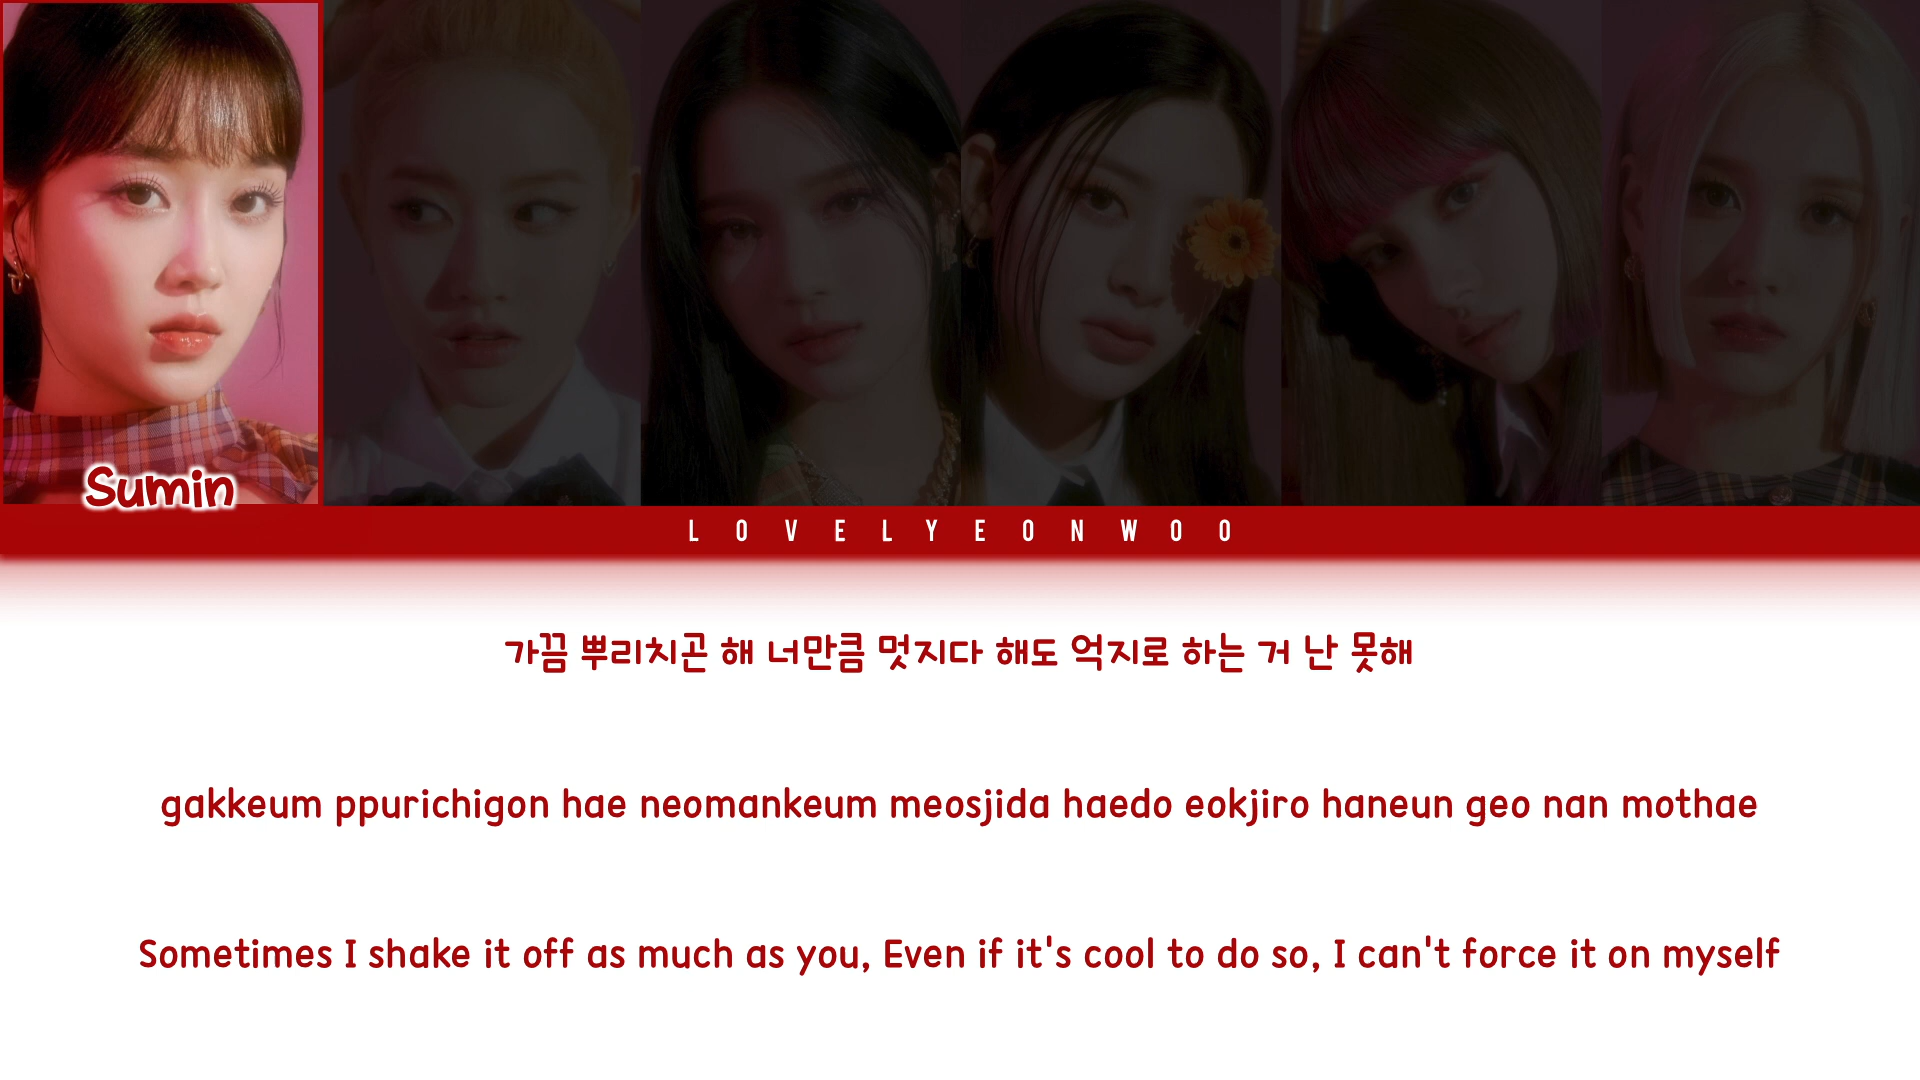 Sumin
LOVELYEONWOO
가끔 뿌리치곤 해 너만큼 멋지다 해도 억지로 하는 거 난 못해
gakkeum ppurichigon hae neomankeum meosjida haedo eokjiro haneun geo nan mothae
Sometimes I shake it off as much as you, Even if it's cool to do so, I can't force it on myself